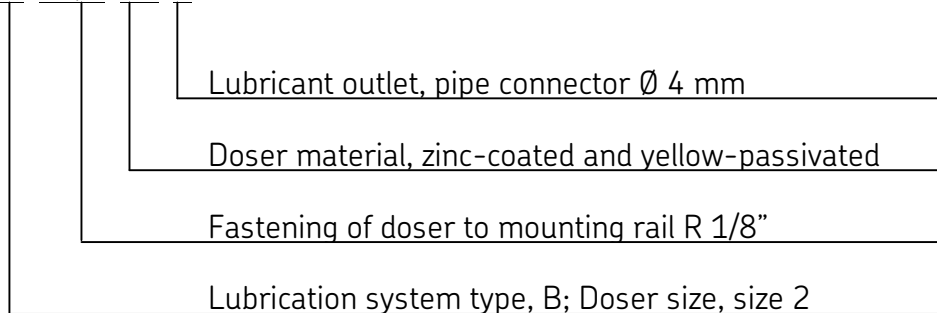 Lubricant outlet, pipe connector Ø 4 mm
Doser material, zinc-coated and yellow-passivated
Fastening of doser to mounting rail R 1/8”
Lubrication system type, B; Doser size, size 2